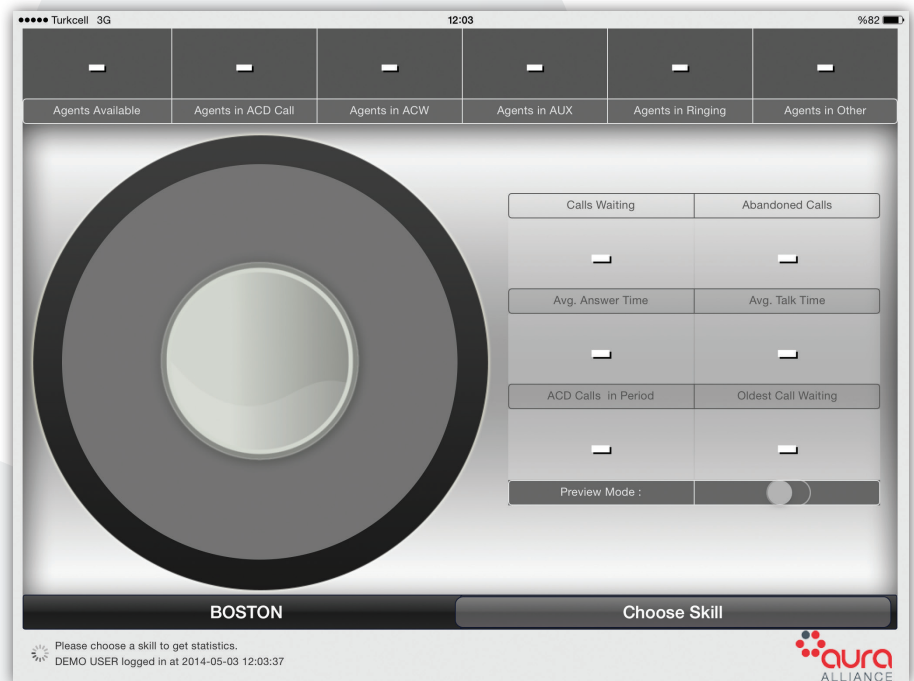 Turkcell 3G 12:03 %82
- - - - - -
Agents Available Agents in ACD Call Agents in ACW Agents in AUX Agents in Ringing Agents in Other
Calls Waiting Abandoned Calls
- -
Avg. Answer Time Avg. Talk Time
- -
ACD Calls in Period Oldest Call Waiting
- -
Preview Mode :
BOSTON Choose Skill
Please choose a skill to get statistics.
DEMO USER logged in at 2014-05-03 12:03:37
aura
ALLIANCE